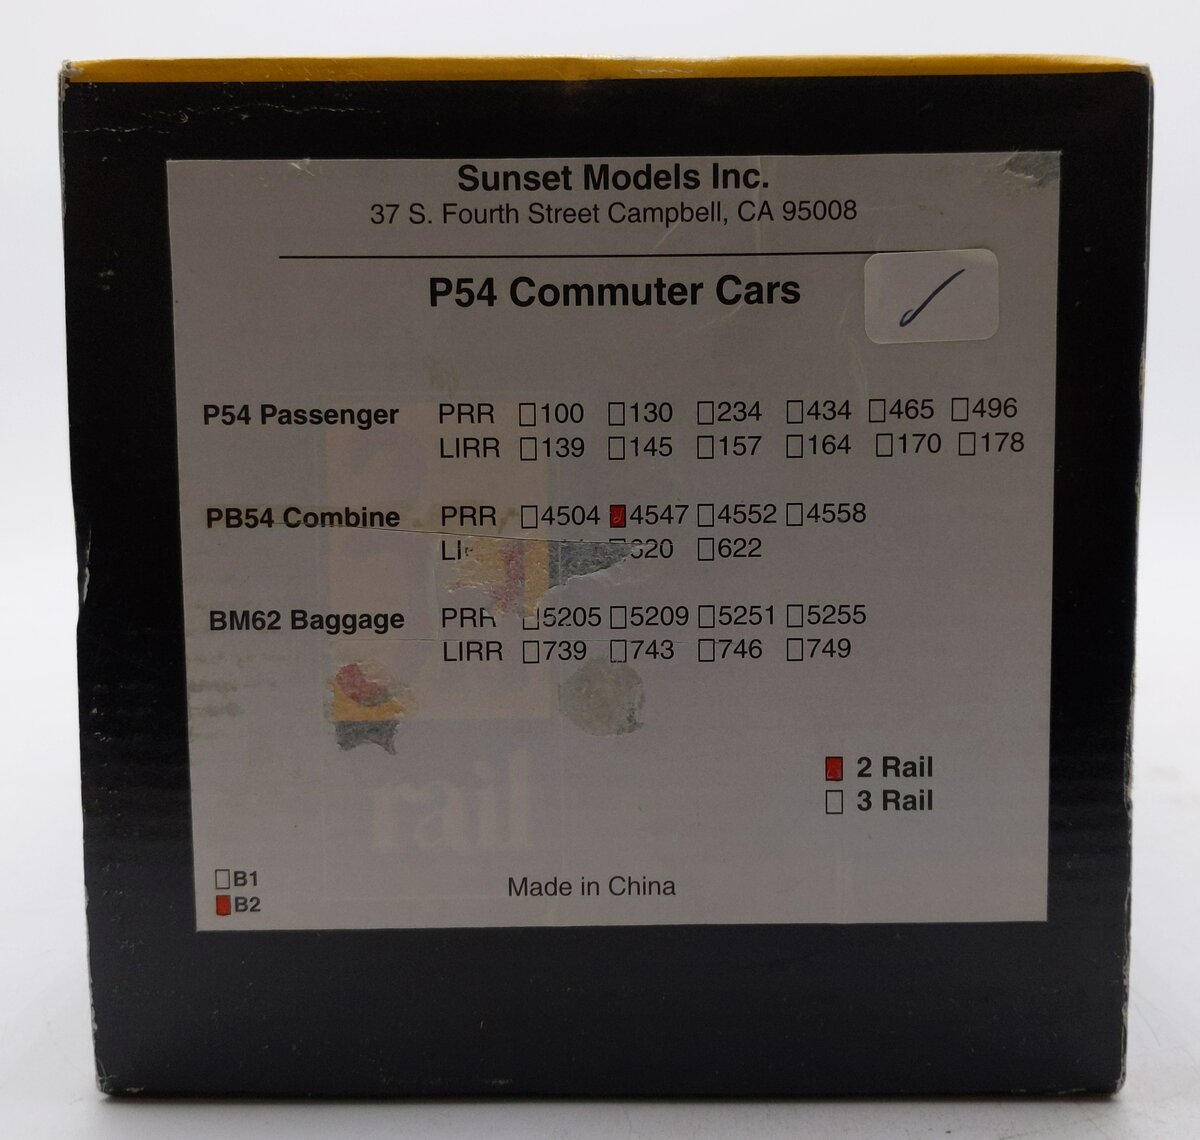 Sunset Models Inc.
37 S. Fourth Street Campbell, CA 95008
P54 Commuter Cars
P54 Passenger PRR 100 130 234 434 465 496
LIRR 139 145 157 164 170 178
PB54 Combine PRR 4504 4547 4552 4558
620 622
BM62 Baggage PRR 5205 5209 5251 5255
LIRR 739 743 746 749
rail
2 Rail
3 Rail
B1
B2
Made in China